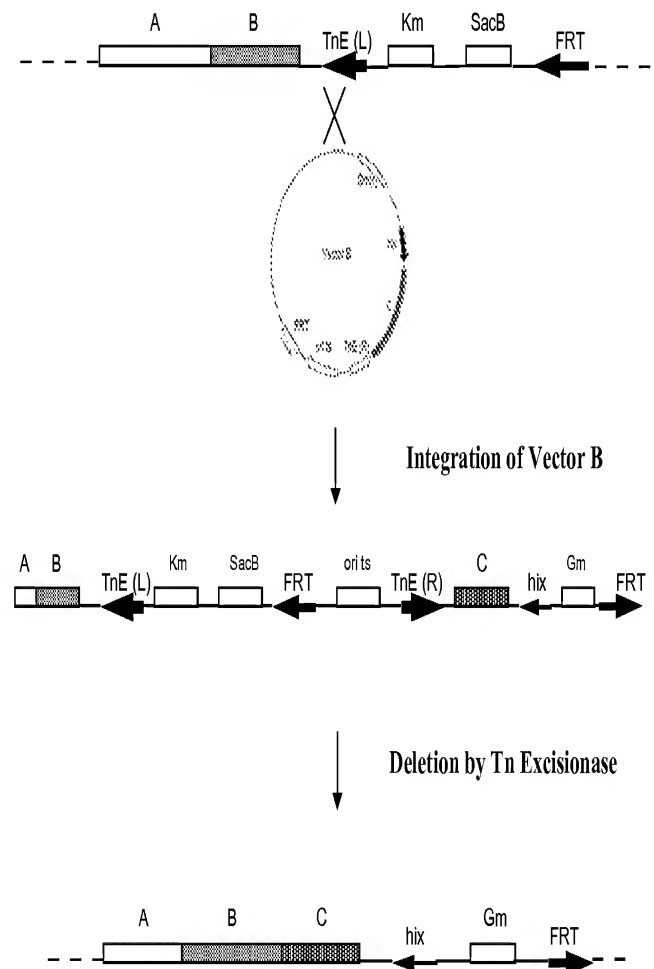 A B TnE (L) Km SacB FRT
Vector B
Integration of Vector B
A B TnE (L) Km SacB FRT ori ts TnE (R) C hix Gm FRT
Deletion by Tn Excisionase
A B C hix Gm FRT